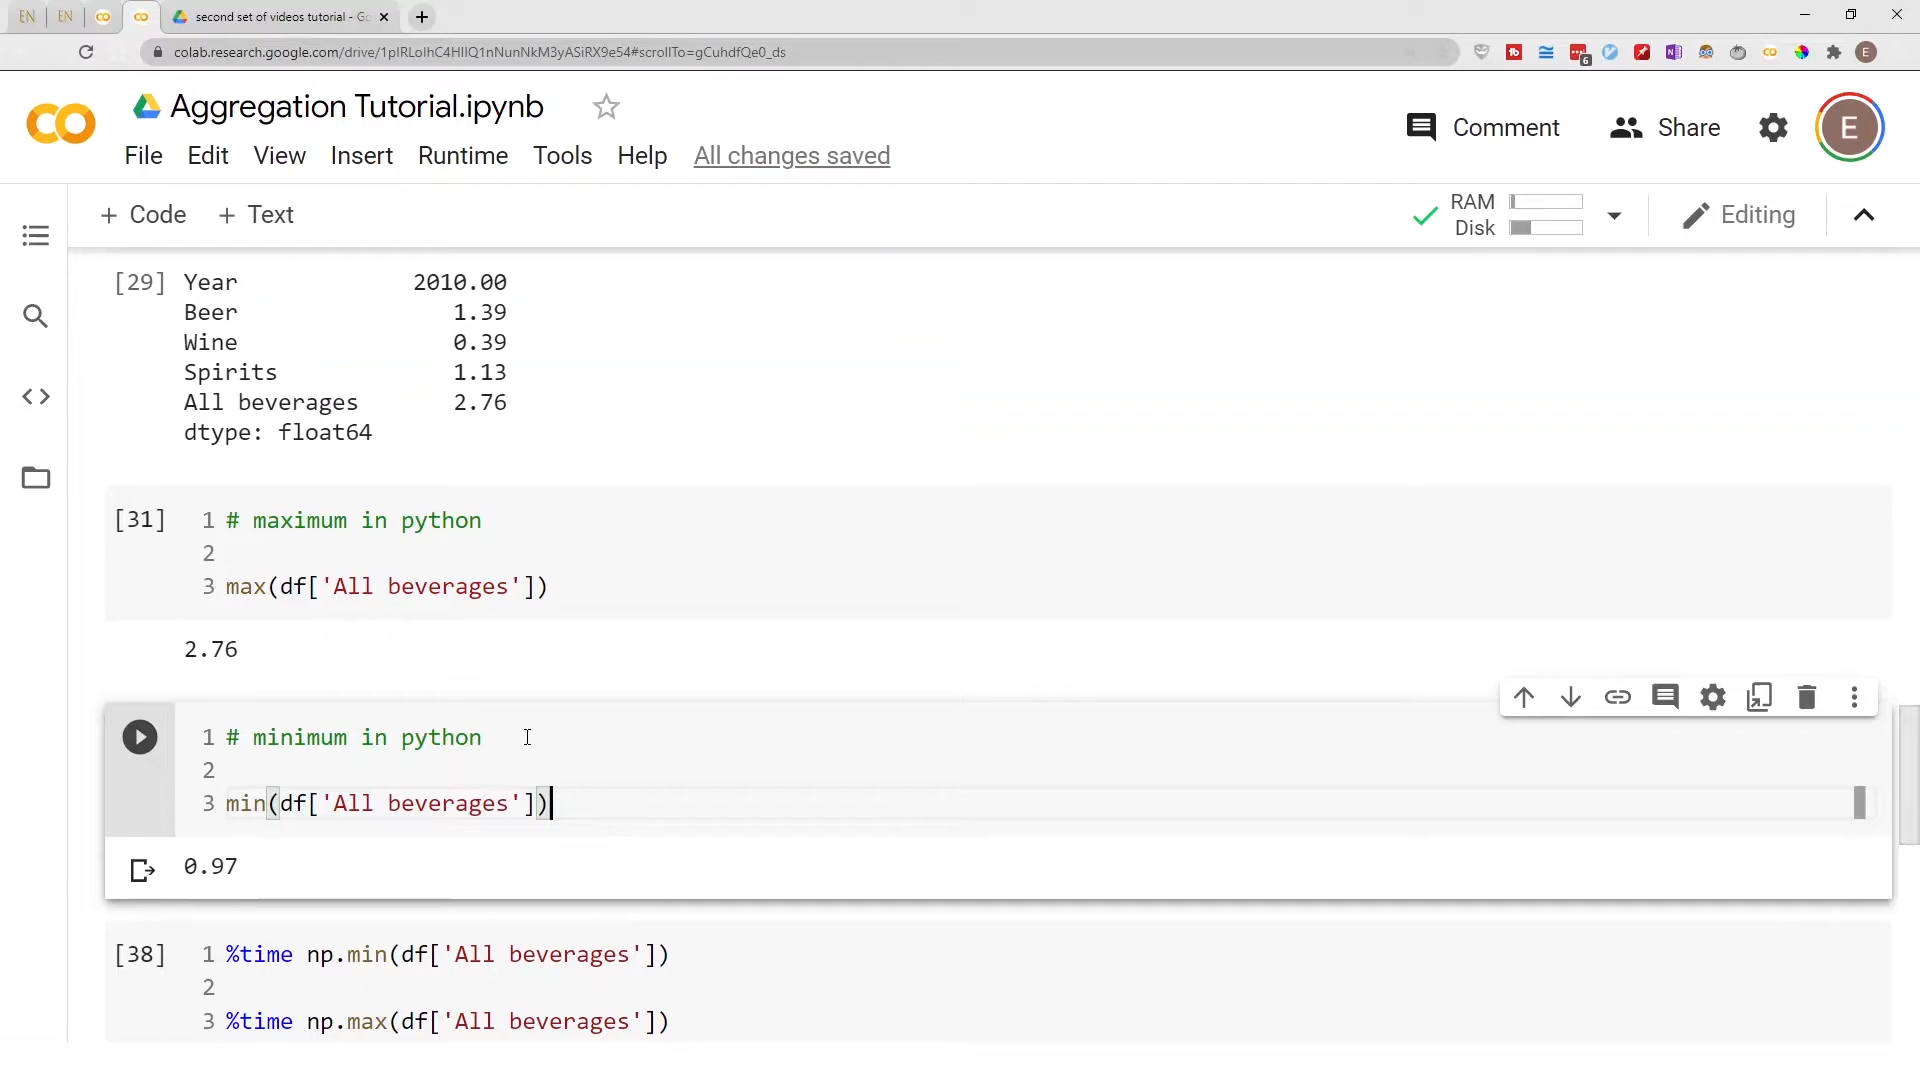 EN EN second set of videos tutorial - Go
colab.research.google.com/drive/1pIRLoIhC4HIlQ1nNunNkM3yASiRX9e54#scrollTo=gCuhdfQe0_ds
6
E
CO
Aggregation Tutorial.ipynb
Comment Share E
File Edit View Insert Runtime Tools Help All changes saved
+ Code + Text
RAM
Disk
Editing
[29] Year 2010.00
Beer 1.39
Wine 0.39
Spirits 1.13
All beverages 2.76
dtype: float64
[31] 1 # maximum in python
2
3 max(df['All beverages'])
2.76
1 # minimum in python
2
3 min(df['All beverages'])
0.97
[38] 1 %time np.min(df['All beverages'])
2
3 %time np.max(df['All beverages'])